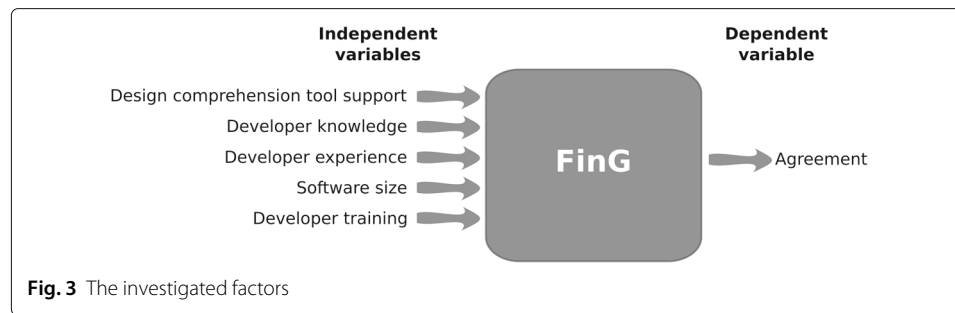 Independent
variables
Dependent
variable
Design comprehension tool support
Developer knowledge
Developer experience
Software size
Developer training
FinG
Agreement
Fig. 3 The investigated factors